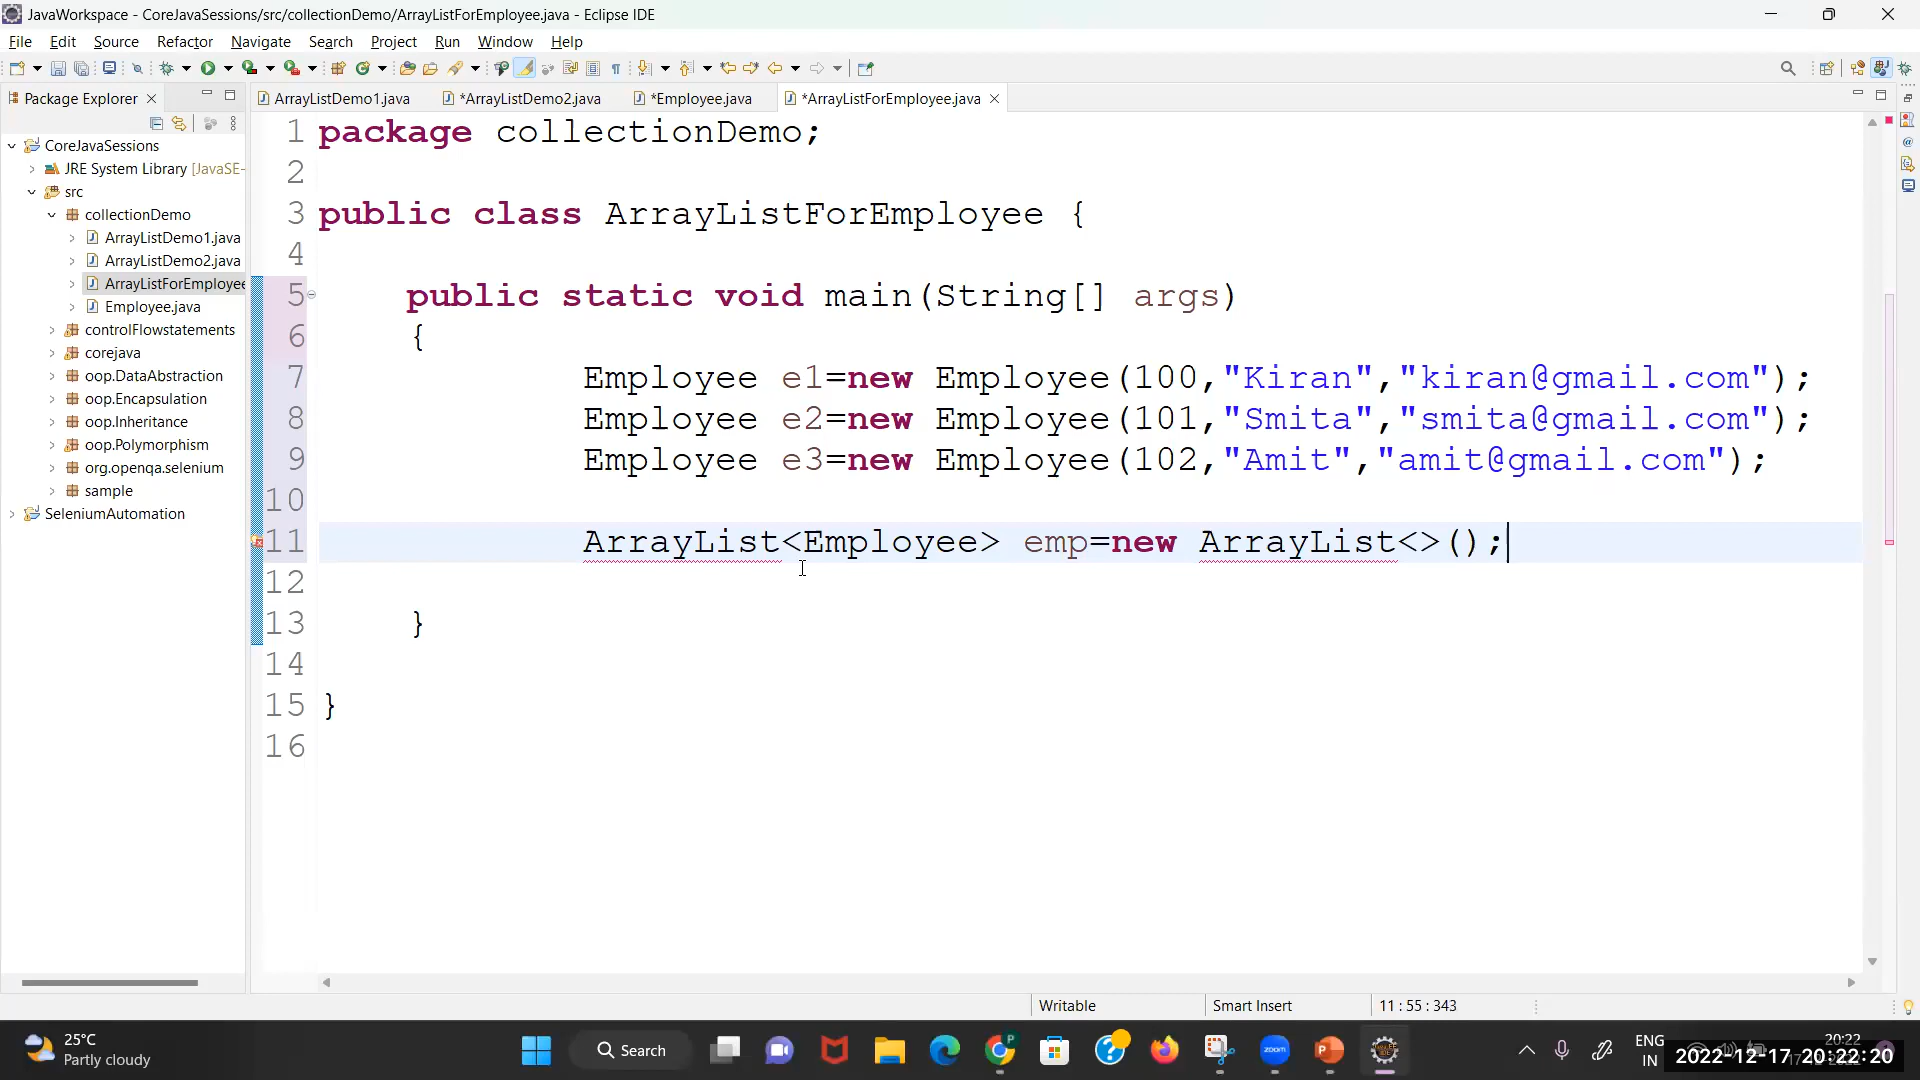 JavaWorkspace - CoreJavaSessions/src/collectionDemo/ArrayListForEmployee.java - Eclipse IDE
File Edit Source Refactor Navigate Search Project Run Window Help
Package Explorer
ArrayListDemo1.java *ArrayListDemo2.java *Employee.java *ArrayListForEmployee.java
CoreJavaSessions
JRE System Library [JavaSE-
src
collectionDemo
ArrayListDemo1.java
ArrayListDemo2.java
ArrayListForEmployee
Employee.java
controlFlowstatements
corejava
oop.DataAbstraction
oop.Encapsulation
oop.Inheritance
oop.Polymorphism
org.openqa.selenium
sample
SeleniumAutomation
1 package collectionDemo;
2
3 public class ArrayListForEmployee {
4
5 public static void main(String[] args)
6 {
7 Employee e1=new Employee(100,"Kiran","kiran@gmail.com");
8 Employee e2=new Employee(101,"Smita","smita@gmail.com");
9 Employee e3=new Employee(102,"Amit","amit@gmail.com");
10
11 ArrayList<Employee> emp=new ArrayList<>();
12
13 }
14
15 }
16
Writable Smart Insert 11 : 55 : 343
25°C
Partly cloudy
Search
zoom
ENG
IN
20:22
2022-12-17 20:22:20